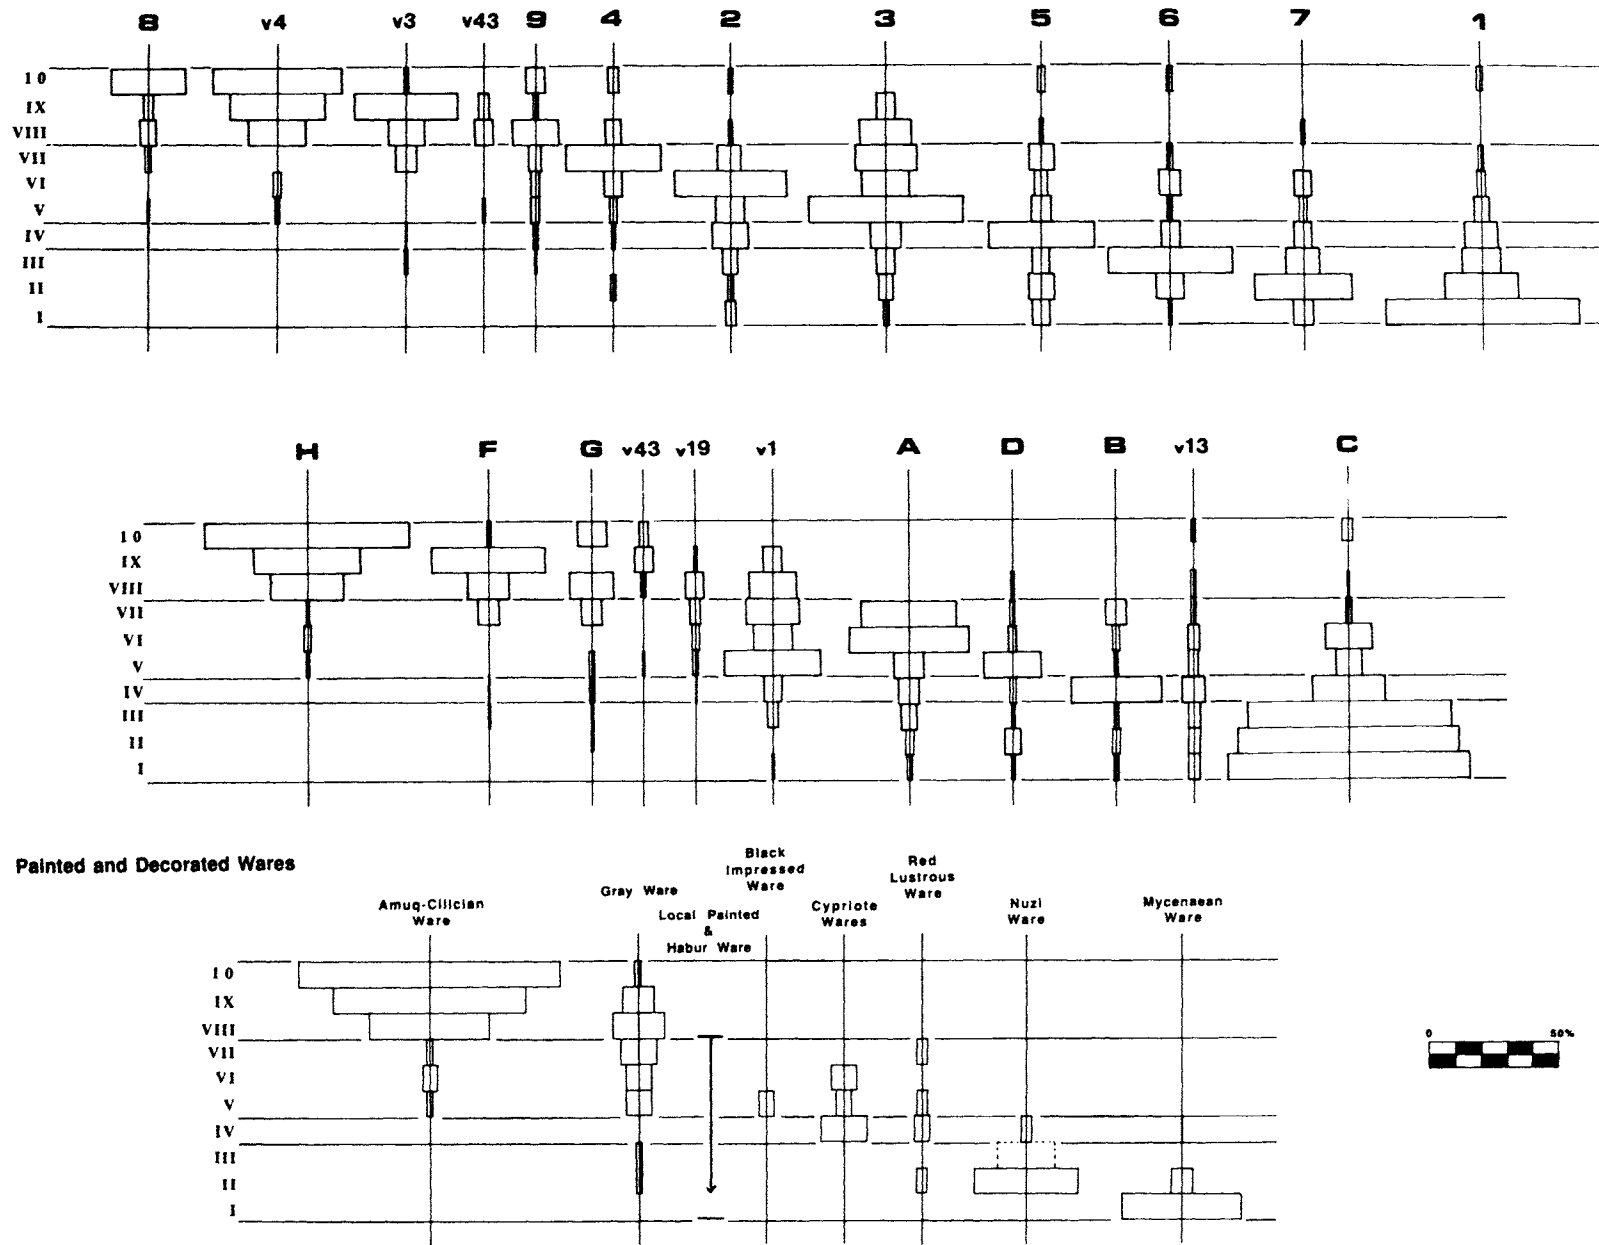 8 v4 v3 v43 9 4 2 3 5 6 7 1
10
IX
VIII
VII
VI
V
IV
III
II
I
H F G v43 v19 v1 A D B v13 C
10
IX
VIII
VII
VI
V
IV
III
II
I
Painted and Decorated Wares
Amuq-Cilician
Ware
Gray Ware
Local Painted
&
Habur Ware
Black
Impressed
Ware
Cypriote
Wares
Red
Lustrous
Ware
Nuzi
Ware
Mycenaean
Ware
10
IX
VIII
VII
VI
V
IV
III
II
I
0 50%